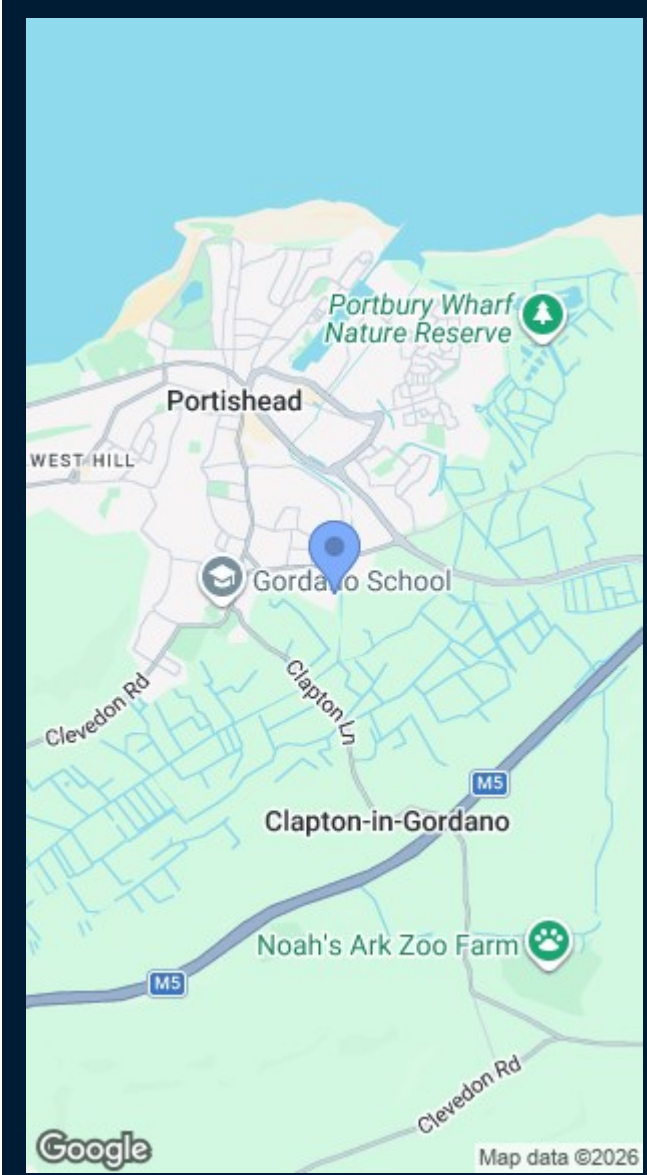 Portbury Wharf
Nature Reserve
Portishead
WEST HILL
Gordano School
Clevedon Rd
Clapton Ln
M5
Clapton-in-Gordano
Noah's Ark Zoo Farm
M5
Clevedon Rd
Google
Map data ©2026